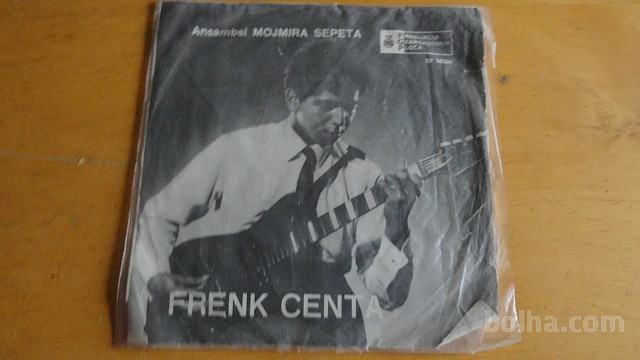 Ansambel MOJMIRA SEPETA
FRENK CENTA
bolha.com